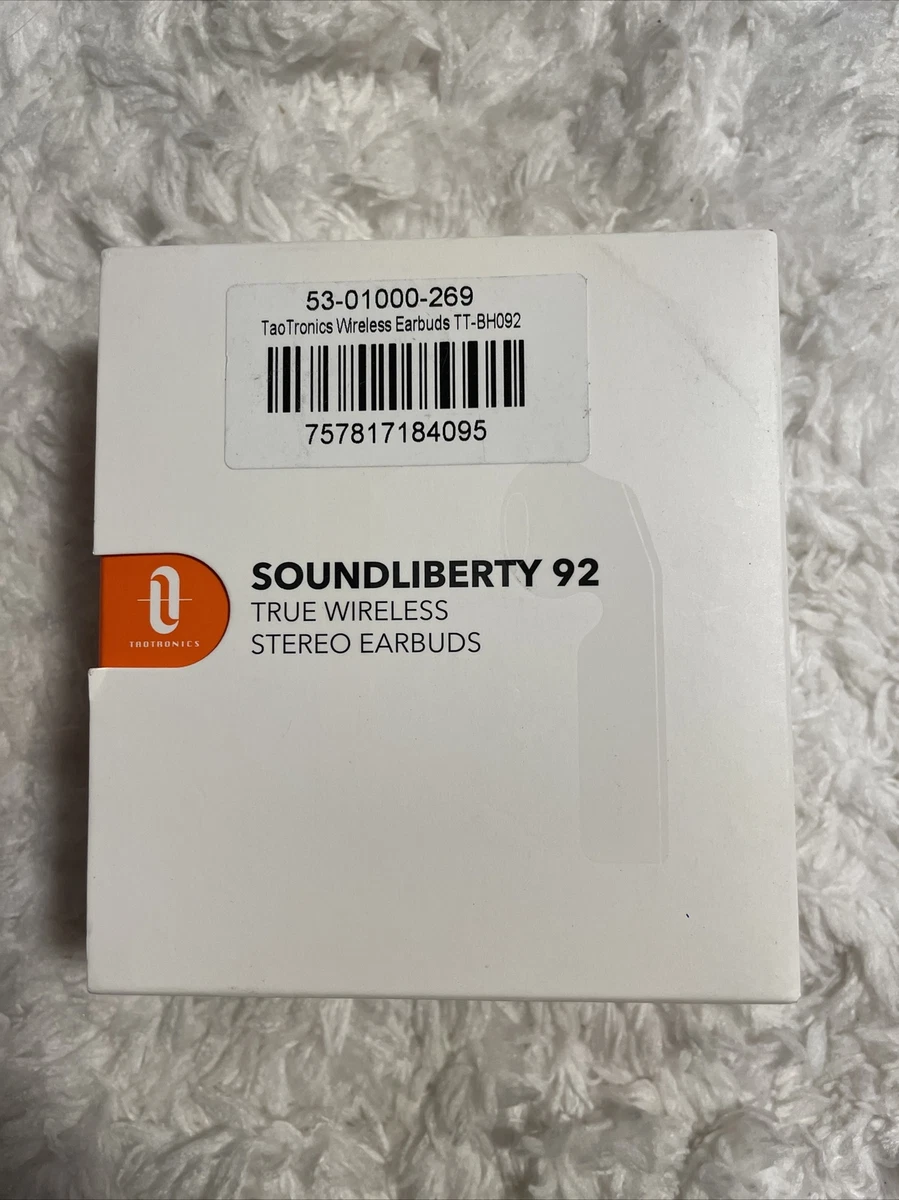 53-01000-269
TaoTronics Wireless Earbuds TT-BH092
757817184095
SOUNDLIBERTY 92
TRUE WIRELESS
STEREO EARBUDS
TAOTRONICS